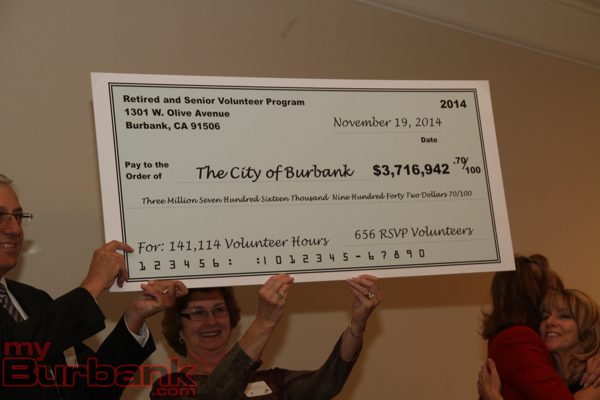 Retired and Senior Volunteer Program
1301 W. Olive Avenue
Burbank, CA 91506
2014
November 19, 2014
Date
Pay to the
Order of
The City of Burbank $3,716,942 .70/100
Three Million Seven Hundred Sixteen Thousand Nine Hundred Forty Two Dollars 70/100
For: 141,114 Volunteer Hours
656 RSVP Volunteers
123456: :1012345-67890
my
Burbank
.com